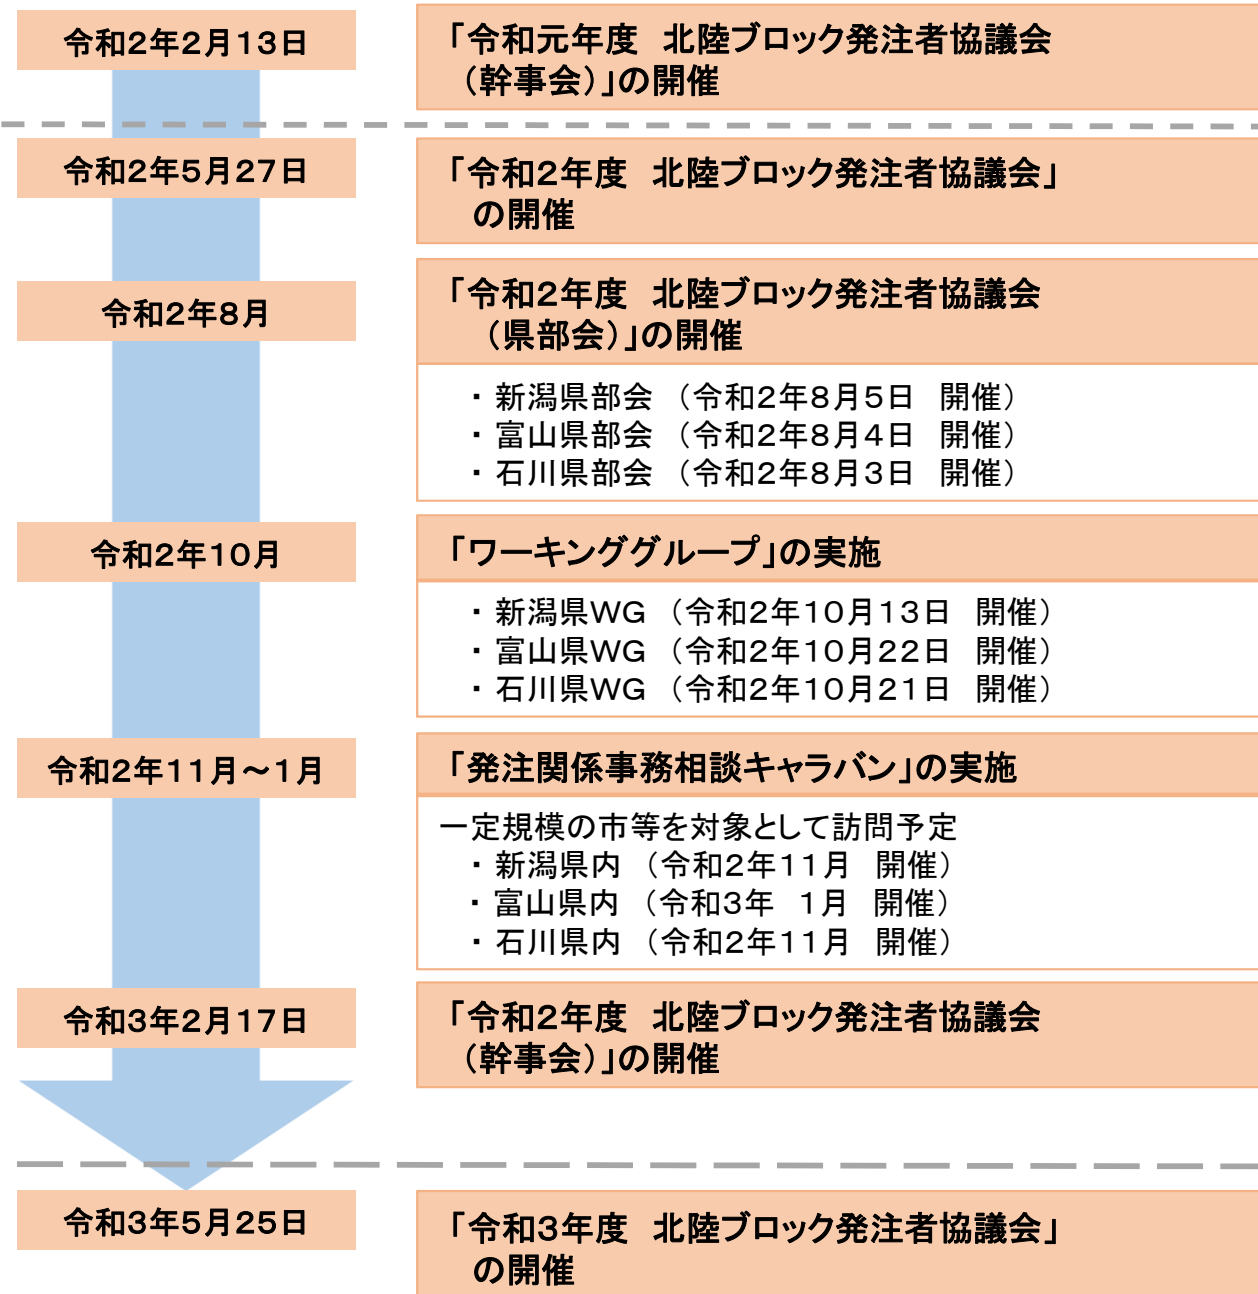 令和2年2月13日
「令和元年度　北陸ブロック発注者協議会
（幹事会）」の開催
令和2年5月27日
「令和2年度　北陸ブロック発注者協議会」
の開催
令和2年8月
「令和2年度　北陸ブロック発注者協議会
（県部会）」の開催
・新潟県部会　（令和2年8月5日　開催）
・富山県部会　（令和2年8月4日　開催）
・石川県部会　（令和2年8月3日　開催）
令和2年10月
「ワーキンググループ」の実施
・新潟県WG　（令和2年10月13日　開催）
・富山県WG　（令和2年10月22日　開催）
・石川県WG　（令和2年10月21日　開催）
令和2年11月～1月
「発注関係事務相談キャラバン」の実施
一定規模の市等を対象として訪問予定
・新潟県内　（令和2年11月　開催）
・富山県内　（令和3年　1月　開催）
・石川県内　（令和2年11月　開催）
令和3年2月17日
「令和2年度　北陸ブロック発注者協議会
（幹事会）」の開催
令和3年5月25日
「令和3年度　北陸ブロック発注者協議会」
の開催